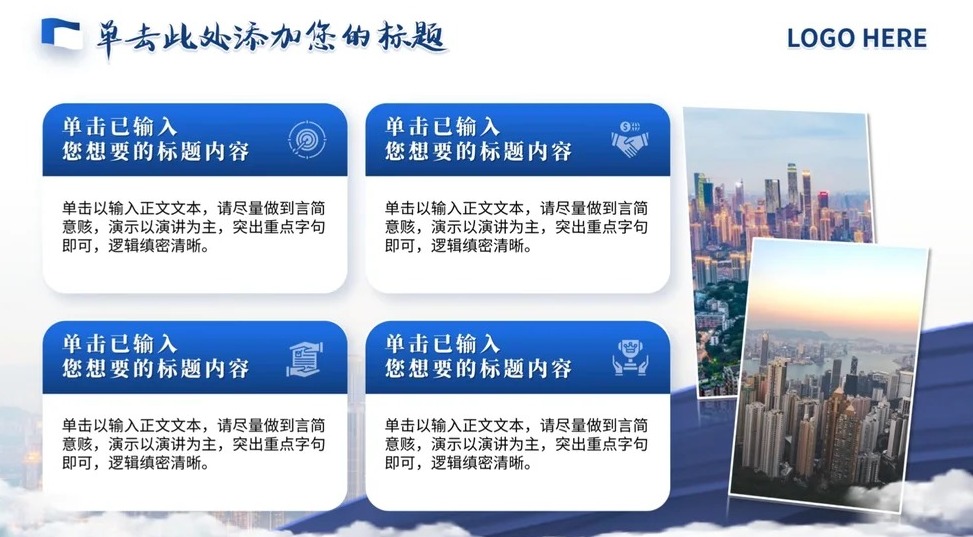 单击此处添加您的标题
LOGO HERE
单击已输入
您想要的标题内容
单击以输入正文文本，请尽量做到言简
意赅，演示以演讲为主，突出重点字句
即可，逻辑缜密清晰。
单击已输入
您想要的标题内容
单击以输入正文文本，请尽量做到言简
意赅，演示以演讲为主，突出重点字句
即可，逻辑缜密清晰。
单击已输入
您想要的标题内容
单击以输入正文文本，请尽量做到言简
意赅，演示以演讲为主，突出重点字句
即可，逻辑缜密清晰。
单击已输入
您想要的标题内容
单击以输入正文文本，请尽量做到言简
意赅，演示以演讲为主，突出重点字句
即可，逻辑缜密清晰。